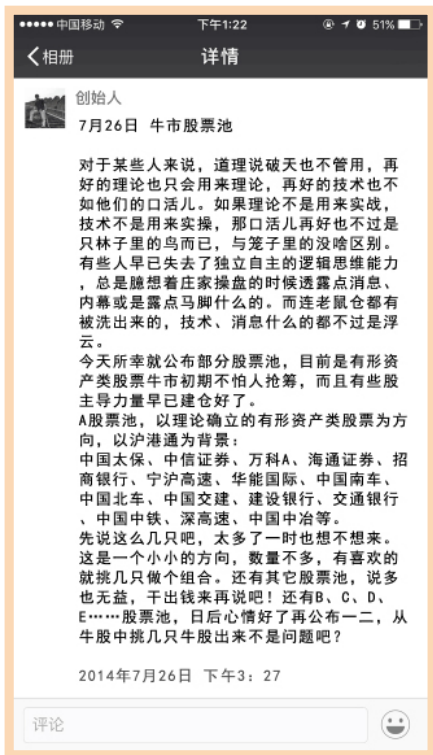 中国移动 下午1:22 51%
相册 详情
创始人
7月26日 牛市股票池
对于某些人来说，道理说破天也不管用，再
好的理论也只会用来理论，再好的技术也不
如他们的口活儿。如果理论不是用来实战，
技术不是用来实操，那口活儿再好也不过是
只林子里的鸟而已，与笼子里的没啥区别。
有些人早已失去了独立自主的逻辑思维能力
，总是臆想着庄家操盘的时候透露点消息、
内幕或是露点马脚什么的。而连老鼠仓都有
被洗出来的，技术、消息什么的都不过是浮
云。
今天所幸就公布部分股票池，目前是有形资
产类股票牛市初期不怕人抢筹，而且有些股
主导力量早已建仓好了。
A股票池，以理论确立的有形资产类股票为方
向，以沪港通为背景：
中国太保、中信证券、万科A、海通证券、招
商银行、宁沪高速、华能国际、中国南车、
中国北车、中国交建、建设银行、交通银行
、中国中铁、深高速、中国中冶等。
先说这么几只吧，太多了一时也想不想来。
这是一个小小的方向，数量不多，有喜欢的
就挑几只做个组合。还有其它股票池，说多
也无益，干出钱来再说吧！还有B、C、D、
E……股票池，日后心情好了再公布一二，从
牛股中挑几只牛股出来不是问题吧？
2014年7月26日 下午3：27
评论